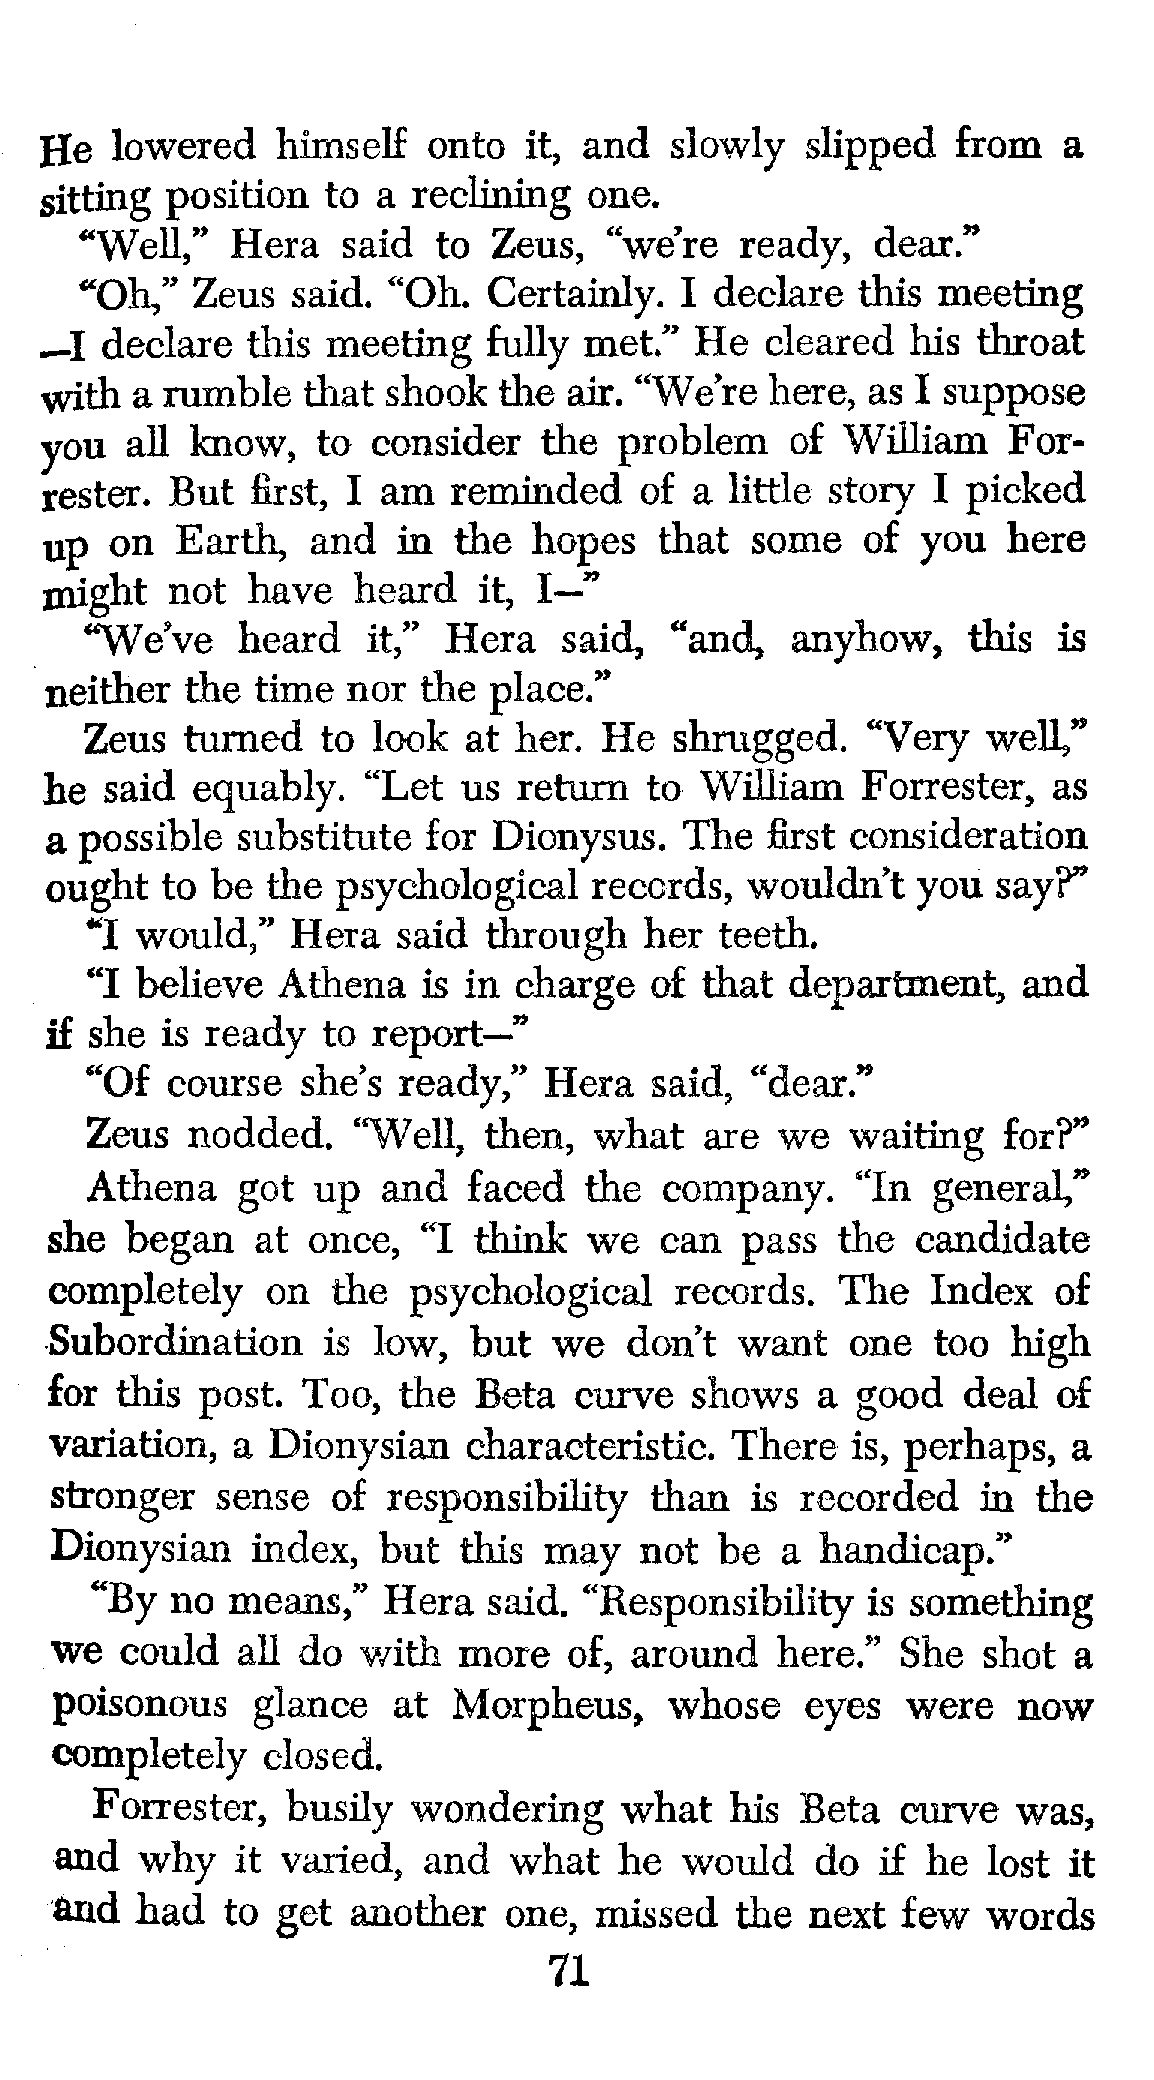 He lowered himself onto it, and slowly slipped from a
sitting position to a reclining one.
“Well,” Hera said to Zeus, “we’re ready, dear.”
“Oh,” Zeus said. “Oh. Certainly. I declare this meeting
—I declare this meeting fully met.” He cleared his throat
with a rumble that shook the air. “We’re here, as I suppose
you all know, to consider the problem of William For-
rester. But first, I am reminded of a little story I picked
up on Earth, and in the hopes that some of you here
might not have heard it, I—”
“We’ve heard it,” Hera said, “and, anyhow, this is
neither the time nor the place.”
Zeus turned to look at her. He shrugged. “Very well,”
he said equably. “Let us return to William Forrester, as
a possible substitute for Dionysus. The first consideration
ought to be the psychological records, wouldn’t you say?”
“I would,” Hera said through her teeth.
“I believe Athena is in charge of that department, and
if she is ready to report—”
“Of course she’s ready,” Hera said, “dear.”
Zeus nodded. “Well, then, what are we waiting for?”
Athena got up and faced the company. “In general,”
she began at once, “I think we can pass the candidate
completely on the psychological records. The Index of
Subordination is low, but we don’t want one too high
for this post. Too, the Beta curve shows a good deal of
variation, a Dionysian characteristic. There is, perhaps, a
stronger sense of responsibility than is recorded in the
Dionysian index, but this may not be a handicap.”
“By no means,” Hera said. “Responsibility is something
we could all do with more of, around here.” She shot a
poisonous glance at Morpheus, whose eyes were now
completely closed.
Forrester, busily wondering what his Beta curve was,
and why it varied, and what he would do if he lost it
and had to get another one, missed the next few words
71